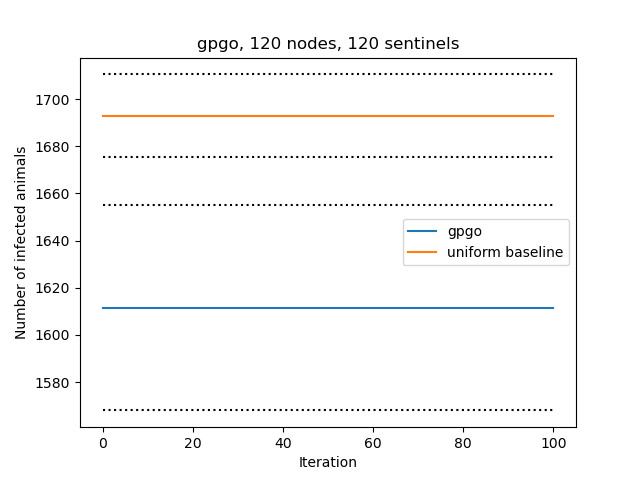 gpgo, 120 nodes, 120 sentinels
Number of infected animals
1700
1680
1660
1640
1620
1600
1580
gpgo
uniform baseline
0 20 40 60 80 100
Iteration